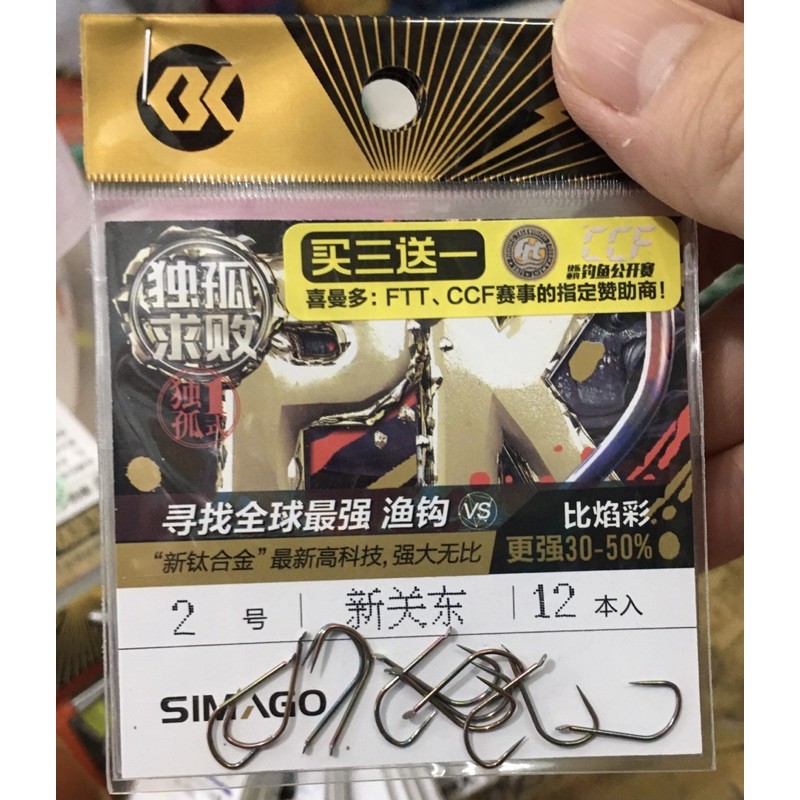 买三送一
CCF
钓鱼公开赛
喜曼多：FTT、CCF赛事的指定赞助商！
独孤
求败
独孤
PK
寻找全球最强 渔钩 VS 比焰彩
“新钛合金”最新高科技，强大无比
更强30-50%
2 号 新关东 12 本入
SIMAGO